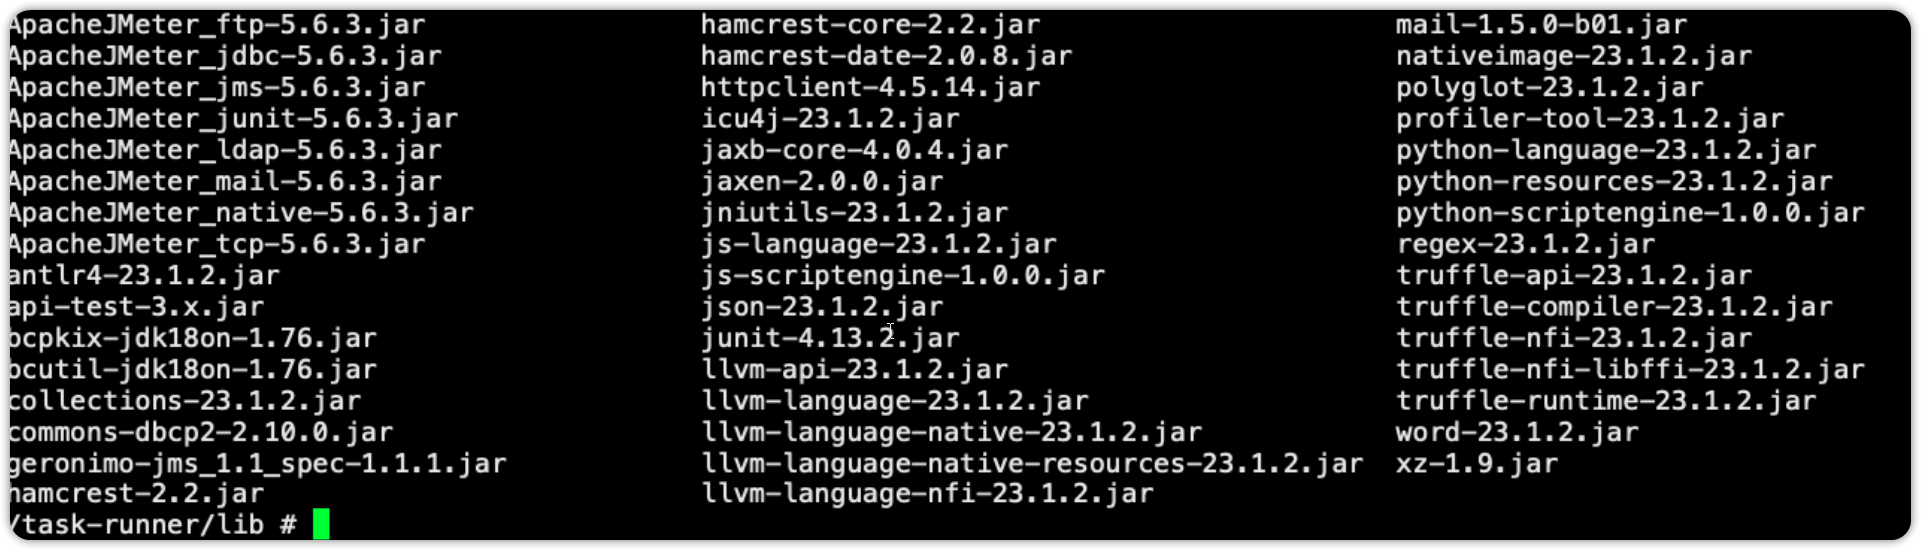 ApacheJMeter_ftp-5.6.3.jar hamcrest-core-2.2.jar mail-1.5.0-b01.jar
ApacheJMeter_jdbc-5.6.3.jar hamcrest-date-2.0.8.jar nativeimage-23.1.2.jar
ApacheJMeter_jms-5.6.3.jar httpclient-4.5.14.jar polyglot-23.1.2.jar
ApacheJMeter_junit-5.6.3.jar icu4j-23.1.2.jar profiler-tool-23.1.2.jar
ApacheJMeter_ldap-5.6.3.jar jaxb-core-4.0.4.jar python-language-23.1.2.jar
ApacheJMeter_mail-5.6.3.jar jaxen-2.0.0.jar python-resources-23.1.2.jar
ApacheJMeter_native-5.6.3.jar jniutils-23.1.2.jar python-scriptengine-1.0.0.jar
ApacheJMeter_tcp-5.6.3.jar js-language-23.1.2.jar regex-23.1.2.jar
antlr4-23.1.2.jar js-scriptengine-1.0.0.jar truffle-api-23.1.2.jar
api-test-3.x.jar json-23.1.2.jar truffle-compiler-23.1.2.jar
bcpkix-jdk18on-1.76.jar junit-4.13.2.jar truffle-nfi-23.1.2.jar
bcutil-jdk18on-1.76.jar llvm-api-23.1.2.jar truffle-nfi-libffi-23.1.2.jar
collections-23.1.2.jar llvm-language-23.1.2.jar truffle-runtime-23.1.2.jar
commons-dbcp2-2.10.0.jar llvm-language-native-23.1.2.jar word-23.1.2.jar
geronimo-jms_1.1_spec-1.1.1.jar llvm-language-native-resources-23.1.2.jar xz-1.9.jar
hamcrest-2.2.jar llvm-language-nfi-23.1.2.jar
/task-runner/lib #